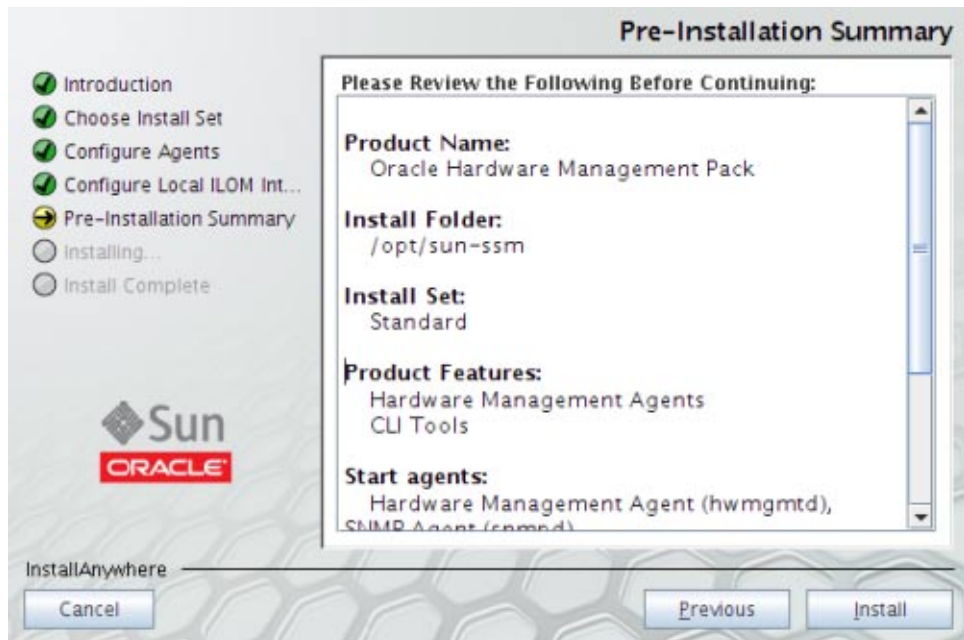 Pre-Installation Summary
Introduction
Choose Install Set
Configure Agents
Configure Local ILOM Int...
Pre-Installation Summary
Installing...
Install Complete
Sun
ORACLE
Please Review the Following Before Continuing:
Product Name:
Oracle Hardware Management Pack
Install Folder:
/opt/sun-ssm
Install Set:
Standard
Product Features:
Hardware Management Agents
CLI Tools
Start agents:
Hardware Management Agent (hwmgmtd),
SNMP Agent (snmpd)
InstallAnywhere
Cancel
Previous
Install